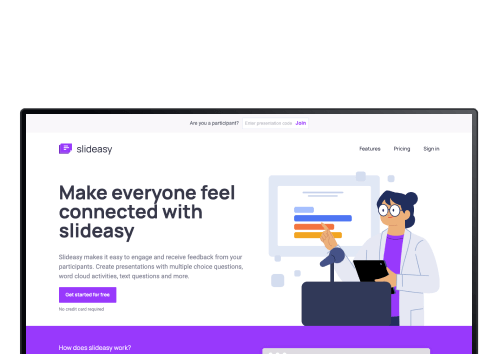 Are you a participant? Enter presentation code Join
slideasy
Features Pricing Sign in
Make everyone feel
connected with
slideasy
Slideasy makes it easy to engage and receive feedback from your
participants. Create presentations with multiple choice questions,
word cloud activities, text questions and more.
Get started for free
No credit card required
How does slideasy work?